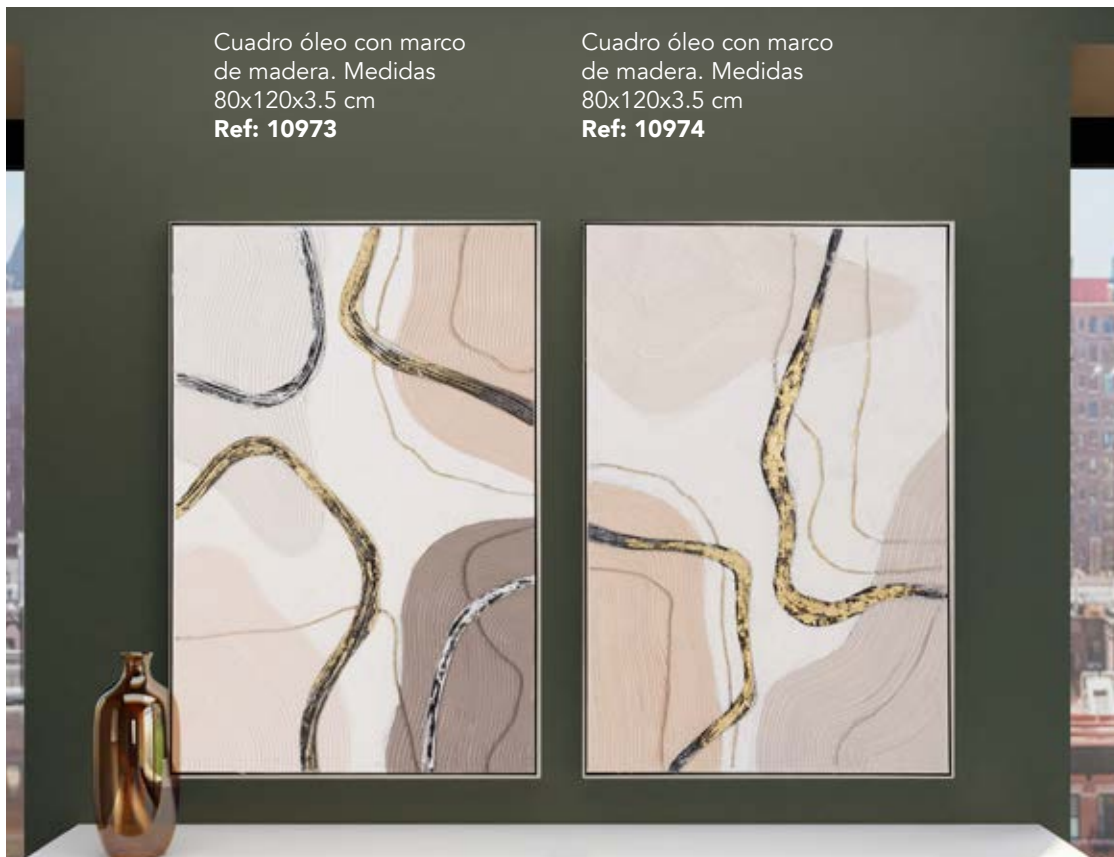 Cuadro óleo con marco
de madera. Medidas
80x120x3.5 cm
Ref: 10973
Cuadro óleo con marco
de madera. Medidas
80x120x3.5 cm
Ref: 10974